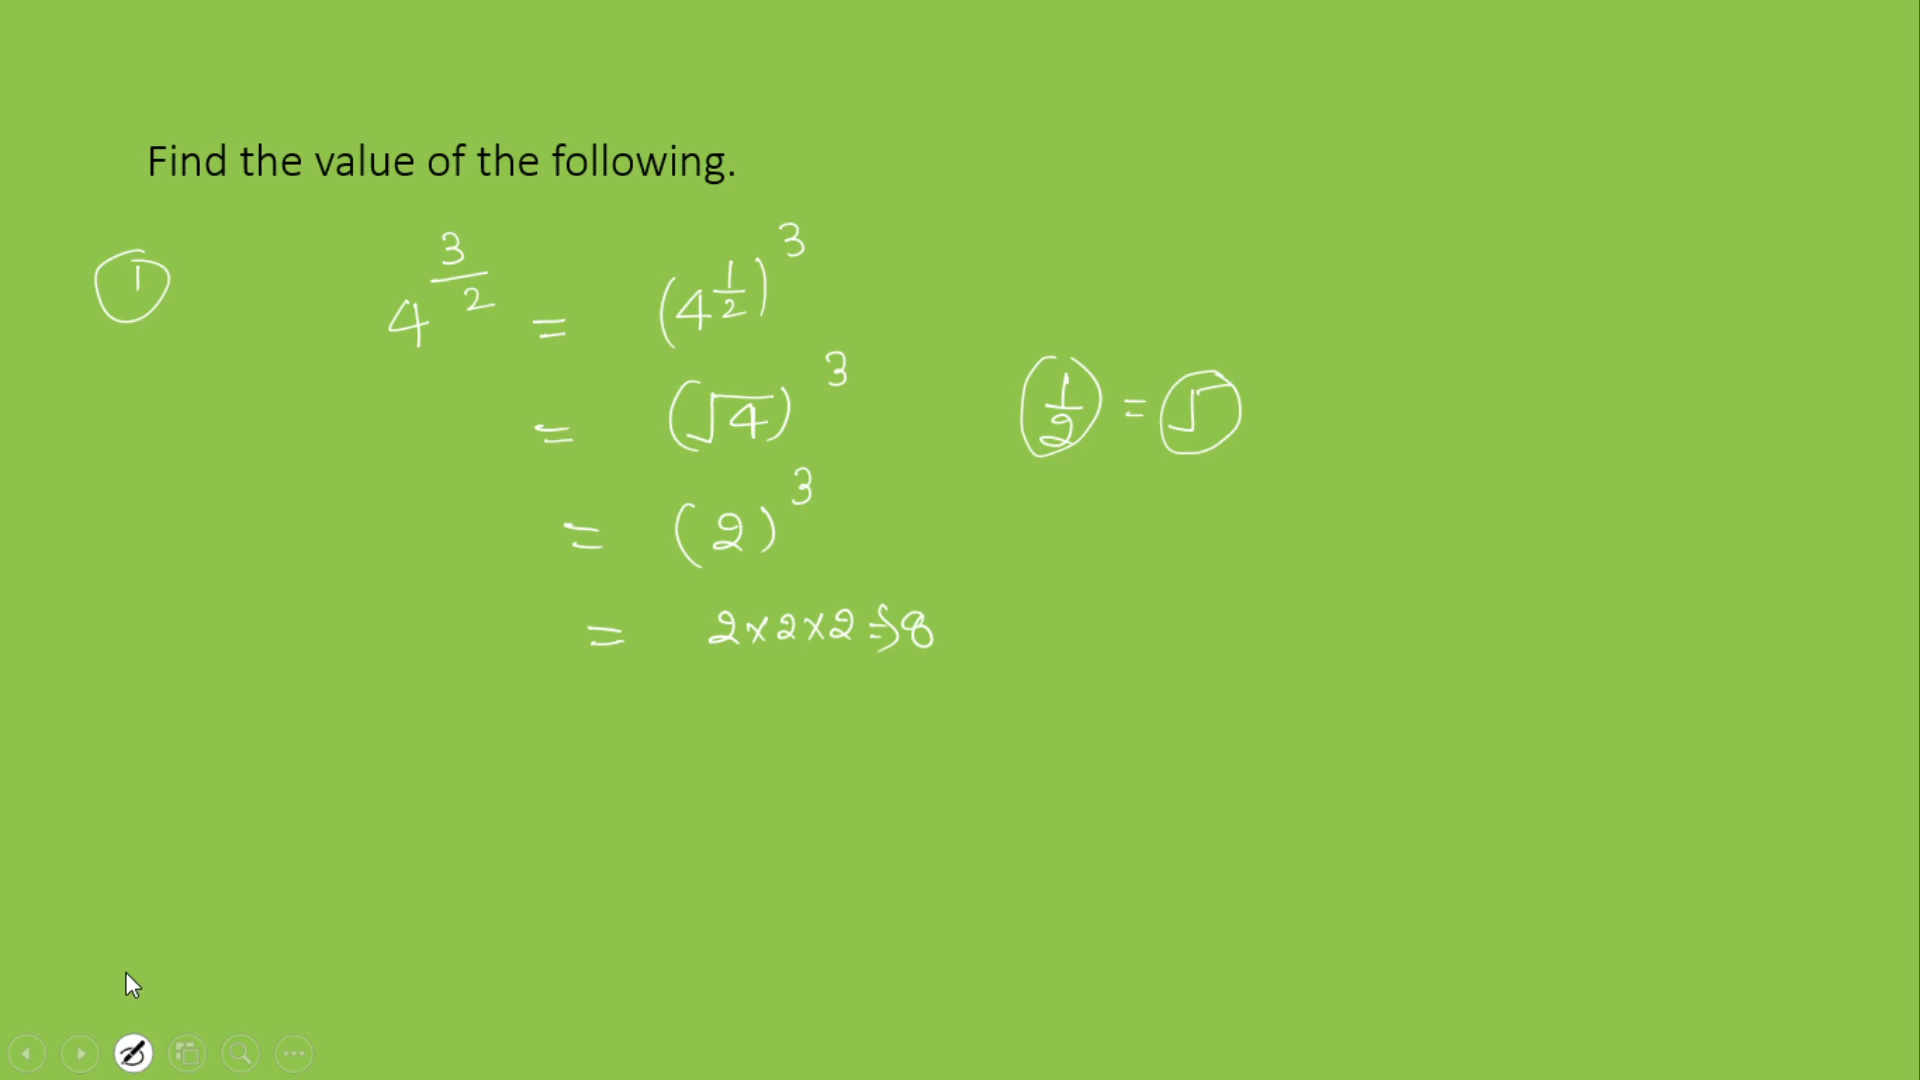 Find the value of the following.
① 4^{3/2} = (4^{1/2})^3
= (√4)^3
(1/2) = (√)
= (2)^3
= 2×2×2 ⇒ 8